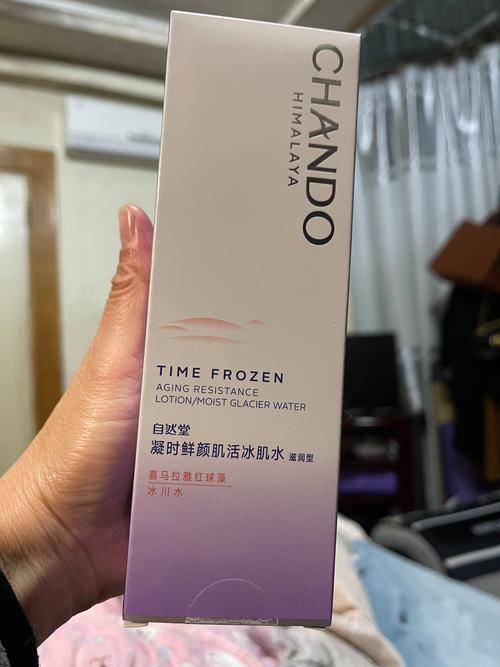 CHANDO
HIMALAYA
TIME FROZEN
AGING RESISTANCE
LOTION/MOIST GLACIER WATER
自然堂
凝时鲜颜肌活冰肌水 滋润型
喜马拉雅红球藻
冰川水